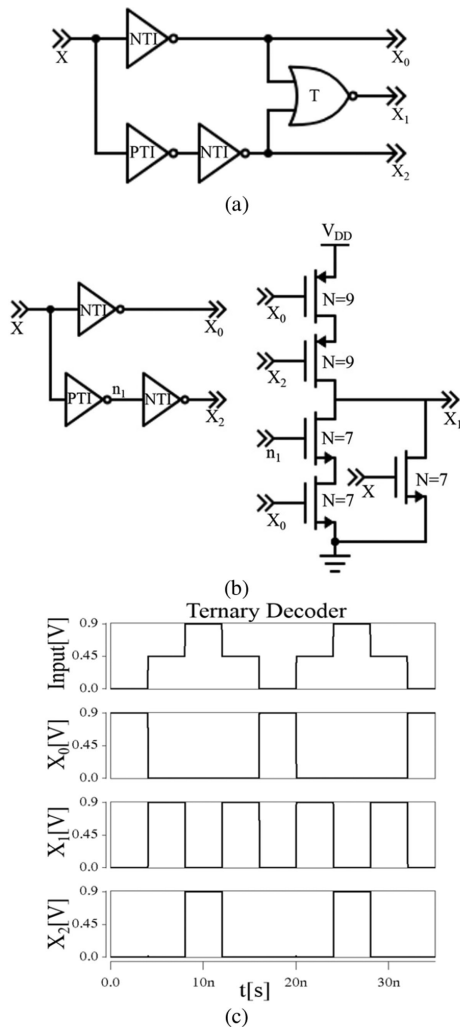 NTI
X
X0
T
X1
PTI
NTI
X2
(a)
VDD
N=9
X0
NTI
X
X0
N=9
X2
PTI
n1
NTI
X2
X1
N=7
n1
X
N=7
N=7
X0
(b)
Ternary Decoder
Input[V]
0.9
0.45
0.0
X0[V]
0.9
0.45
0.0
X1[V]
0.9
0.45
0.0
X2[V]
0.9
0.45
0.0
0.0
10n
20n
30n
t[s]
(c)